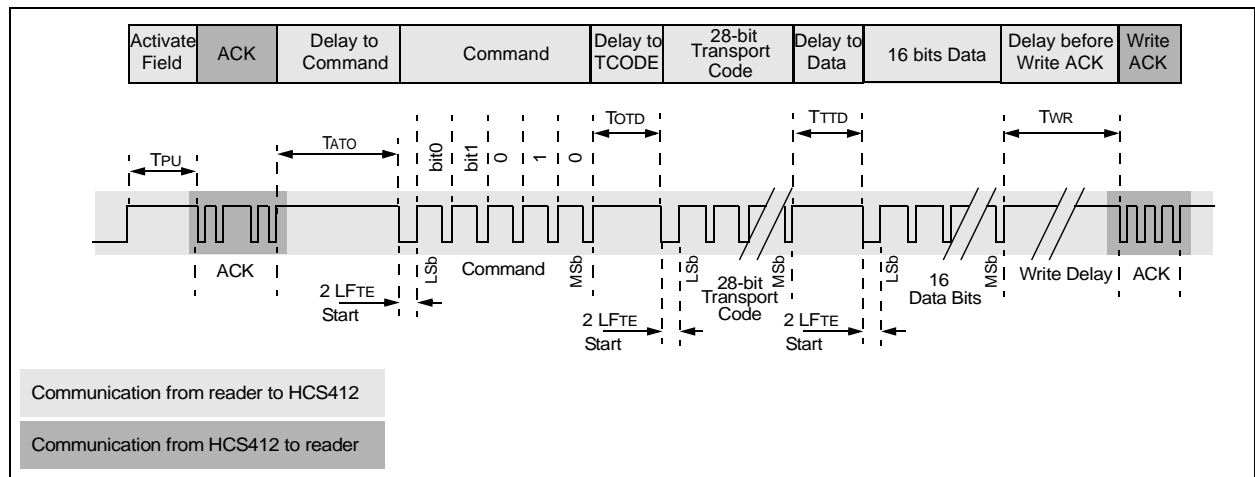 Activate
Field
ACK
Delay to
Command
Command
Delay to
TCODE
28-bit
Transport
Code
Delay to
Data
16 bits Data
Delay before
Write ACK
Write
ACK
TPU
TATO
bit0
bit1
0
1
0
TOTD
TTTD
TWR
ACK
2 LFTE
Start
LSb
Command
MSb
2 LFTE
Start
LSb
28-bit
Transport
Code
MSb
2 LFTE
Start
LSb
16
Data Bits
MSb
Write Delay
ACK
Communication from reader to HCS412
Communication from HCS412 to reader